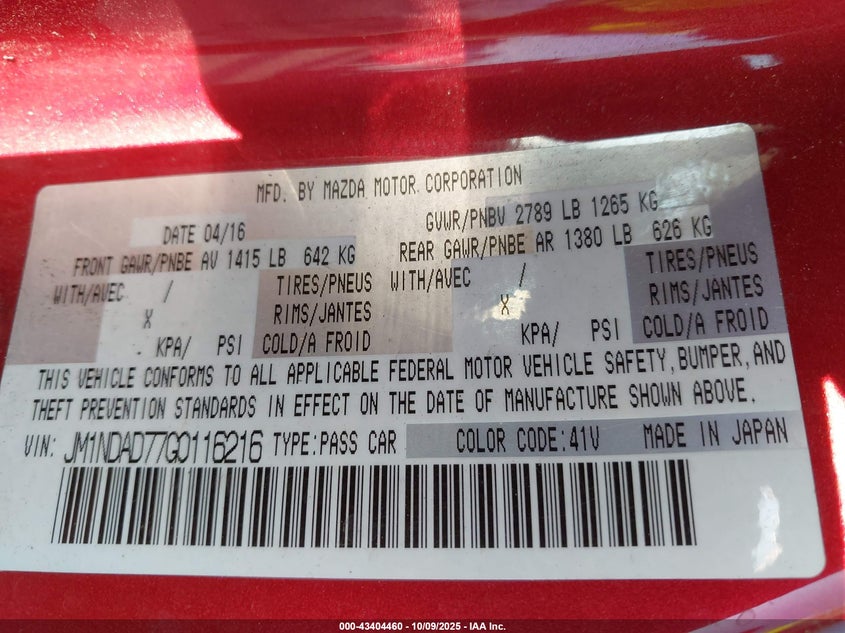 MFD. BY MAZDA MOTOR CORPORATION
DATE 04/16 GVWR/PNBV 2789 LB 1265 KG
FRONT GAWR/PNBE AV 1415 LB 642 KG REAR GAWR/PNBE AR 1380 LB 626 KG
WITH/AVEC / TIRES/PNEUS WITH/AVEC / TIRES/PNEUS
X RIMS/JANTES X RIMS/JANTES
KPA/ PSI COLD/A FROID KPA/ PSI COLD/A FROID
THIS VEHICLE CONFORMS TO ALL APPLICABLE FEDERAL MOTOR VEHICLE SAFETY, BUMPER, AND
THEFT PREVENTION STANDARDS IN EFFECT ON THE DATE OF MANUFACTURE SHOWN ABOVE.
VIN: JM1NDAD77G0116216 TYPE:PASS CAR COLOR CODE:41V MADE IN JAPAN
000-43404460 - 10/09/2025 - IAA Inc.